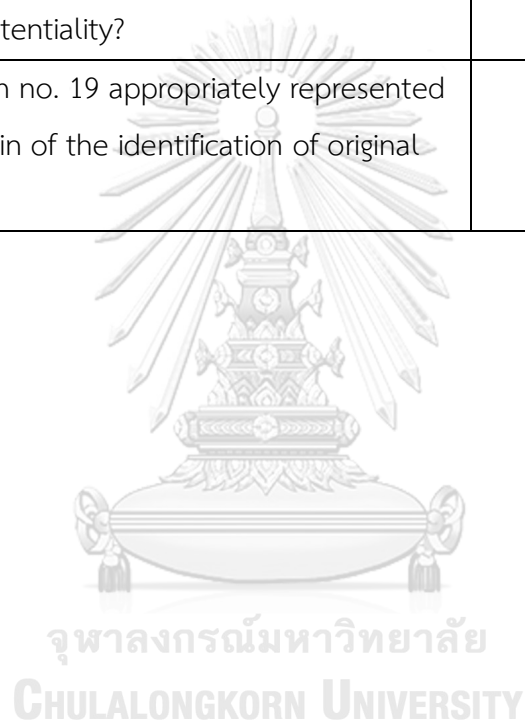 tentiality?
n no. 19 appropriately represented
in of the identification of original
จุฬาลงกรณ์มหาวิทยาลัย
CHULALONGKORN UNIVERSITY